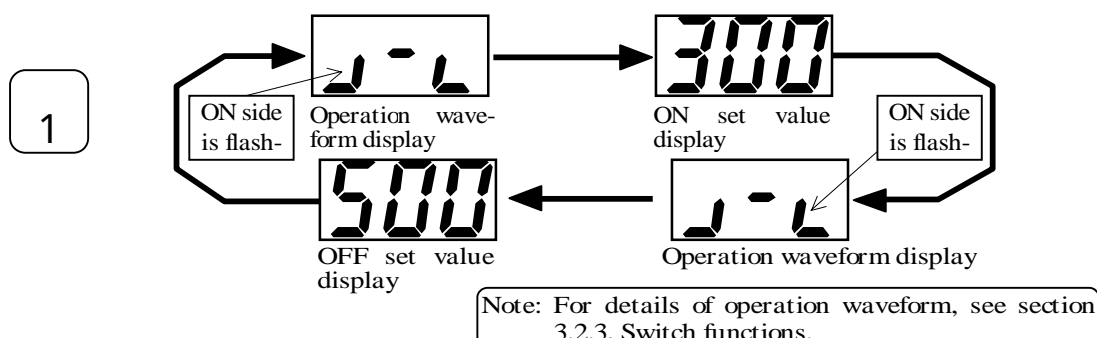 1
ON side
is flash-
Operation wave-
form display
300
ON set value
display
ON side
is flash-
500
OFF set value
display
Operation waveform display
Note: For details of operation waveform, see section
3.2.3. Switch functions.